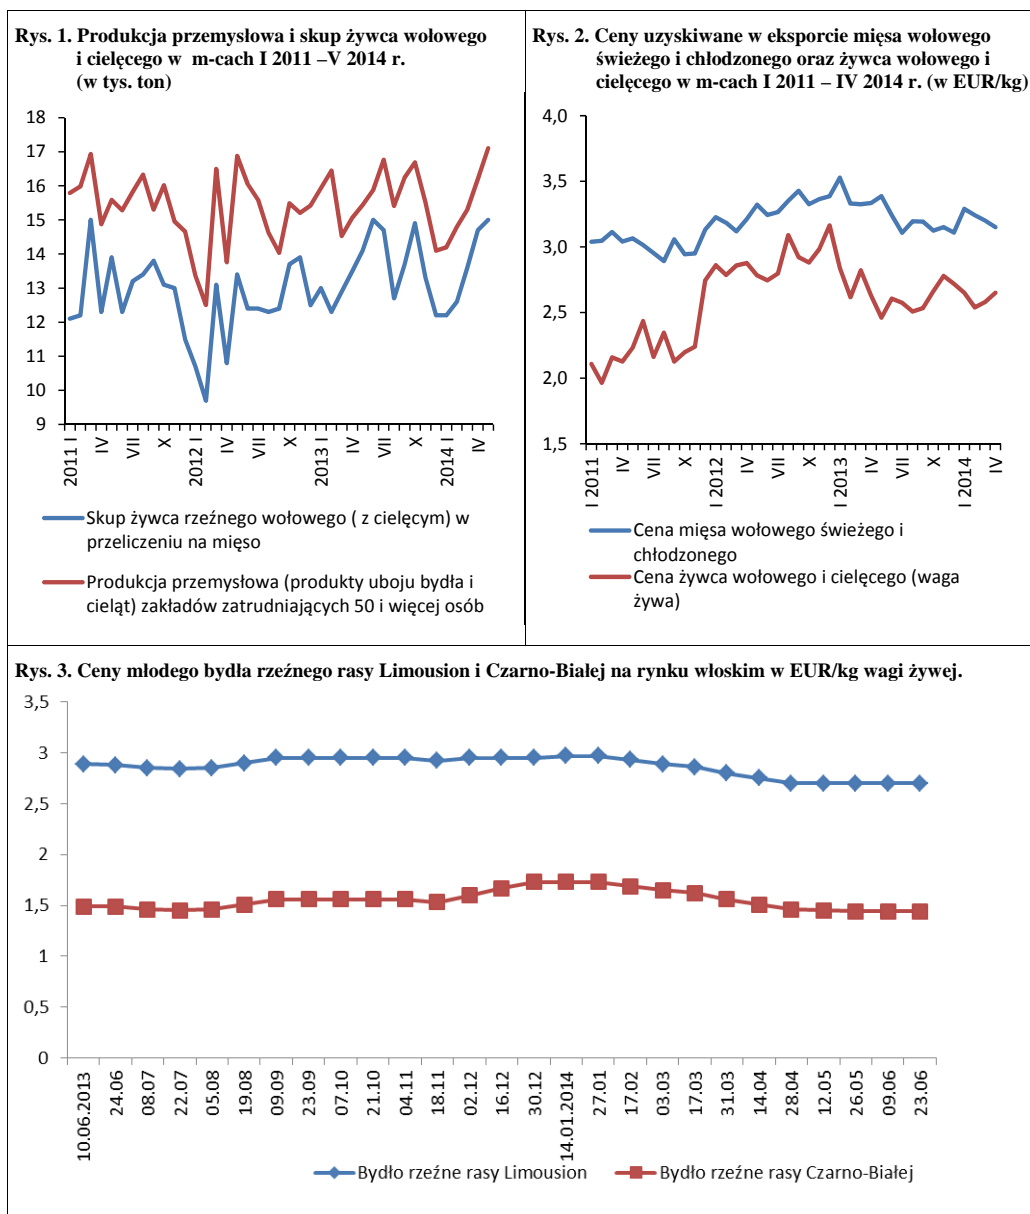 Rys. 1. Produkcja przemysłowa i skup żywca wołowego
i cielęcego w m-cach I 2011 –V 2014 r.
(w tys. ton)
18
17
16
15
14
13
12
11
10
9
2011 I
IV
VII
X
2012 I
IV
VII
X
2013 I
IV
VII
X
2014 I
IV
Skup żywca rzeźnego wołowego ( z cielęcym) w
przeliczeniu na mięso
Produkcja przemysłowa (produkty uboju bydła i
cieląt) zakładów zatrudniających 50 i więcej osób
Rys. 2. Ceny uzyskiwane w eksporcie mięsa wołowego
świeżego i chłodzonego oraz żywca wołowego i
cielęcego w m-cach I 2011 – IV 2014 r. (w EUR/kg)
4,0
3,5
3,0
2,5
2,0
1,5
I 2011
IV
VII
X
I 2012
IV
VII
X
I 2013
IV
VII
X
I 2014
IV
Cena mięsa wołowego świeżego i
chłodzonego
Cena żywca wołowego i cielęcego (waga
żywa)
Rys. 3. Ceny młodego bydła rzeźnego rasy Limousion i Czarno-Białej na rynku włoskim w EUR/kg wagi żywej.
3,5
3
2,5
2
1,5
1
0,5
0
10.06.2013
24.06
08.07
22.07
05.08
19.08
09.09
23.09
07.10
21.10
04.11
18.11
02.12
16.12
30.12
14.01.2014
27.01
17.02
03.03
17.03
31.03
14.04
28.04
12.05
26.05
09.06
23.06
Bydło rzeźne rasy Limousion
Bydło rzeźne rasy Czarno-Białej